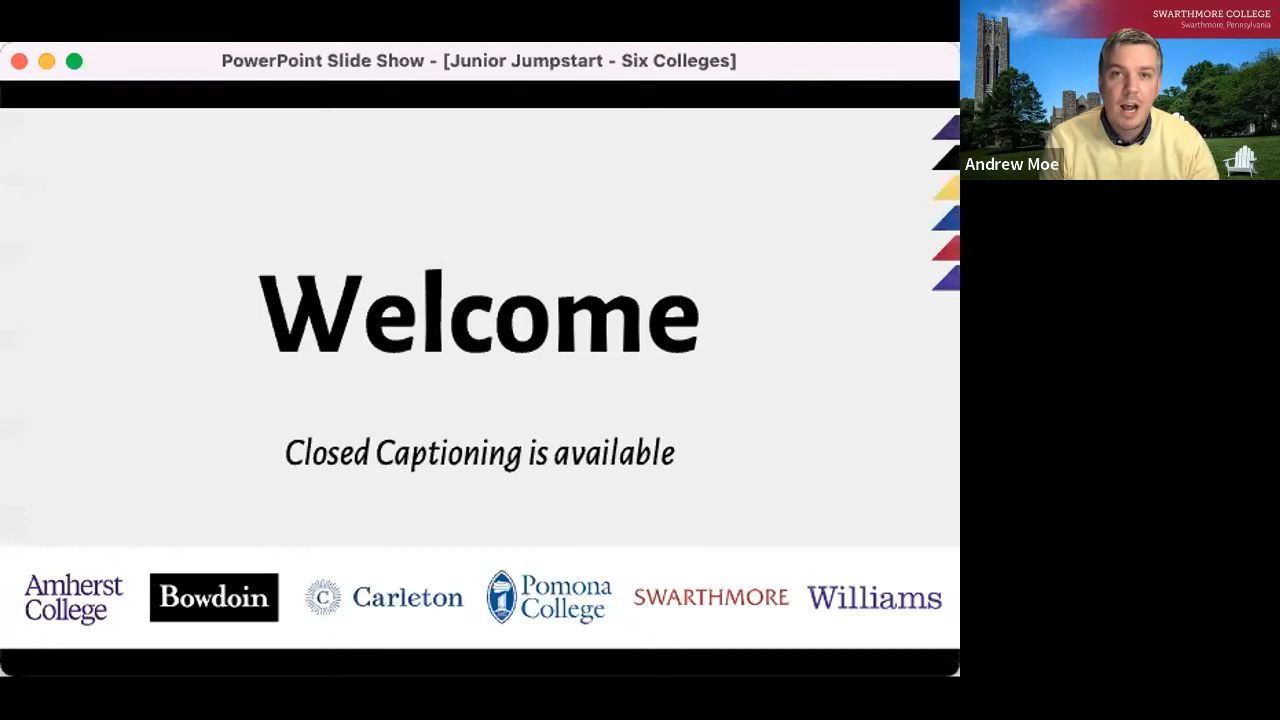 PowerPoint Slide Show - [Junior Jumpstart - Six Colleges]
SWARTHMORE COLLEGE
Swarthmore, Pennsylvania
Andrew Moe
Welcome
Closed Captioning is available
Amherst
College
Bowdoin
C
Carleton
Pomona
College
SWARTHMORE
Williams